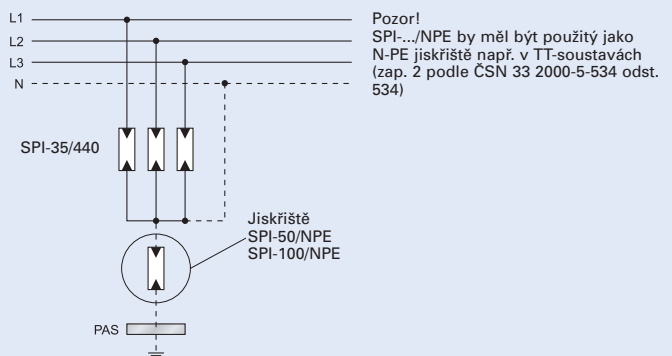 L1
L2
L3
N
Pozor!
SPI-.../NPE by měl být použitý jako
N-PE jiskřiště např. v TT-soustavách
(zap. 2 podle ČSN 33 2000-5-534 odst.
534)
SPI-35/440
Jiskřiště
SPI-50/NPE
SPI-100/NPE
PAS